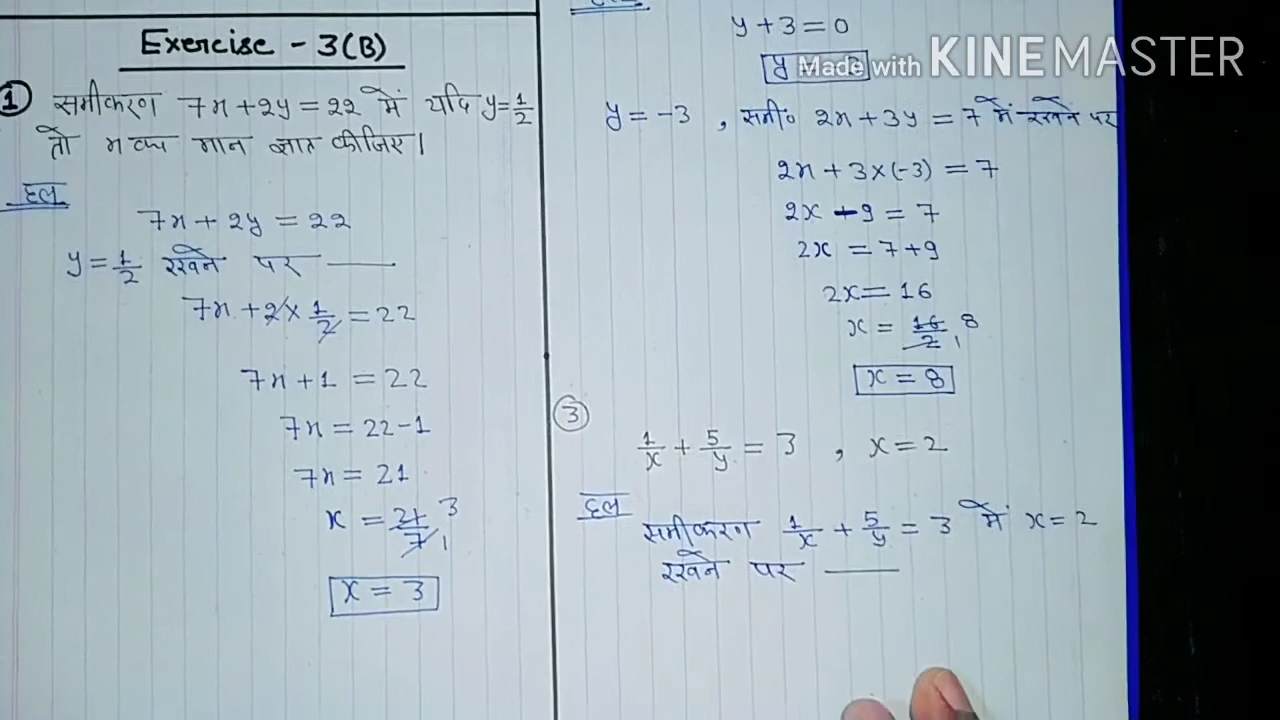 Exercise - 3(B)
1 समीकरण 7x + 2y = 22 में यदि y = 1/2
तो x का मान ज्ञात कीजिए।
हल
7x + 2y = 22
y = 1/2 रखने पर ——
7x + 2 × 1/2 = 22
7x + 1 = 22
7x = 22 - 1
7x = 21
x = 21/7 3 1
x = 3
y + 3 = 0
y =
Made with KINEMASTER
y = -3 , समी० 2x + 3y = 7 में रखने पर
2x + 3 × (-3) = 7
2x - 9 = 7
2x = 7 + 9
2x = 16
x = 16/2 8 1
x = 8
3
1/x + 5/y = 3 , x = 2
हल
समीकरण 1/x + 5/y = 3 में x = 2
रखने पर ——